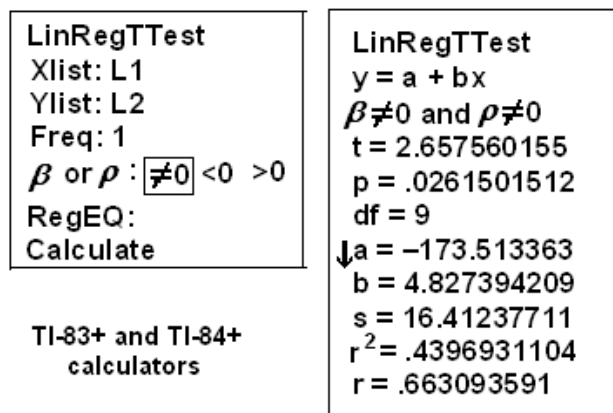 LinRegTTest
Xlist: L1
Ylist: L2
Freq: 1
β or ρ : ≠0 <0 >0
RegEQ:
Calculate
TI-83+ and TI-84+
calculators
LinRegTTest
y = a + bx
β≠0 and ρ≠0
t = 2.657560155
p = .0261501512
df = 9
↓a = –173.513363
b = 4.827394209
s = 16.41237711
r² = .4396931104
r = .663093591